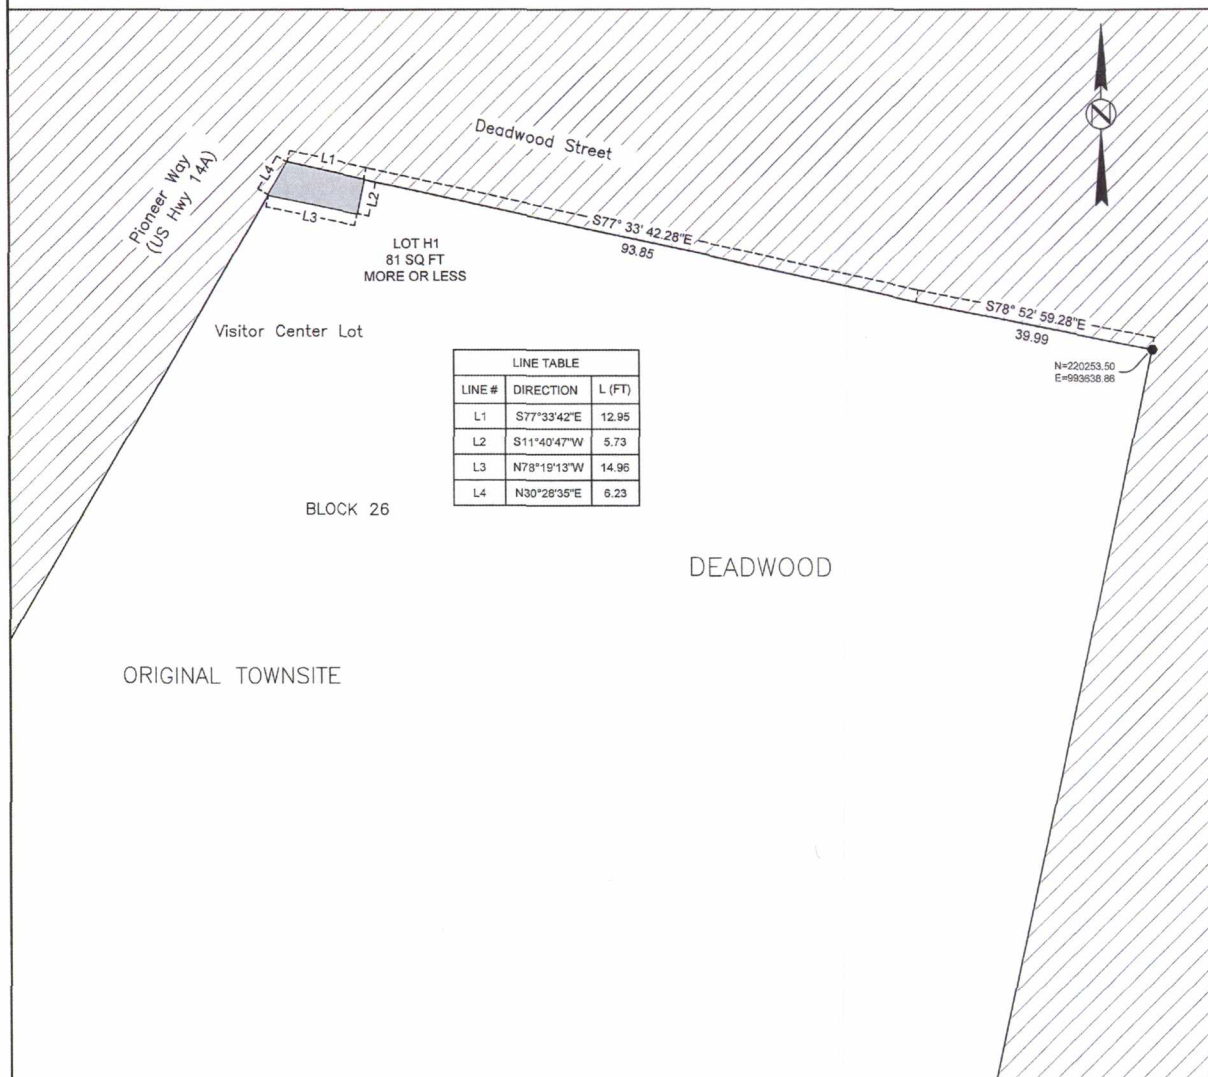 Deadwood Street
N
Pioneer Way
(US Hwy 14A)
L4
L1
L2
L3
S77° 33' 42.28"E
93.85
LOT H1
81 SQ FT
MORE OR LESS
S78° 52' 59.28"E
39.99
Visitor Center Lot
N=220253.50
E=993638.86
LINE TABLE
LINE # DIRECTION L (FT)
L1 S77°33'42"E 12.95
L2 S11°40'47"W 5.73
L3 N78°19'13"W 14.96
L4 N30°28'35"E 6.23
BLOCK 26
DEADWOOD
ORIGINAL TOWNSITE